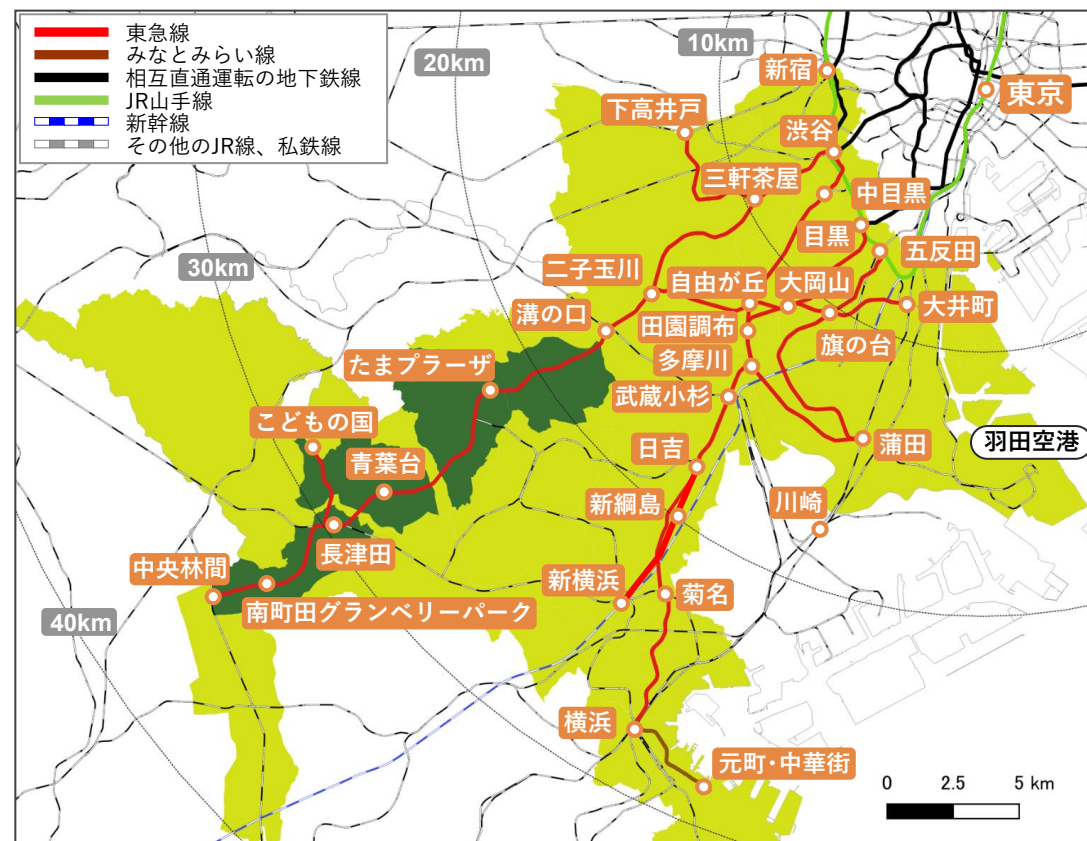 東急線
みなとみらい線
相互直通運転の地下鉄線
JR山手線
新幹線
その他のJR線、私鉄線
10km
20km
新宿
東京
下高井戸
渋谷
三軒茶屋
中目黒
目黒
五反田
30km
二子玉川
自由が丘
大岡山
溝の口
田園調布
大井町
旗の台
たまプラーザ
多摩川
武蔵小杉
こどもの国
青葉台
日吉
蒲田
羽田空港
新綱島
川崎
長津田
中央林間
新横浜
菊名
南町田グランベリーパーク
40km
横浜
元町・中華街
0 2.5 5 km